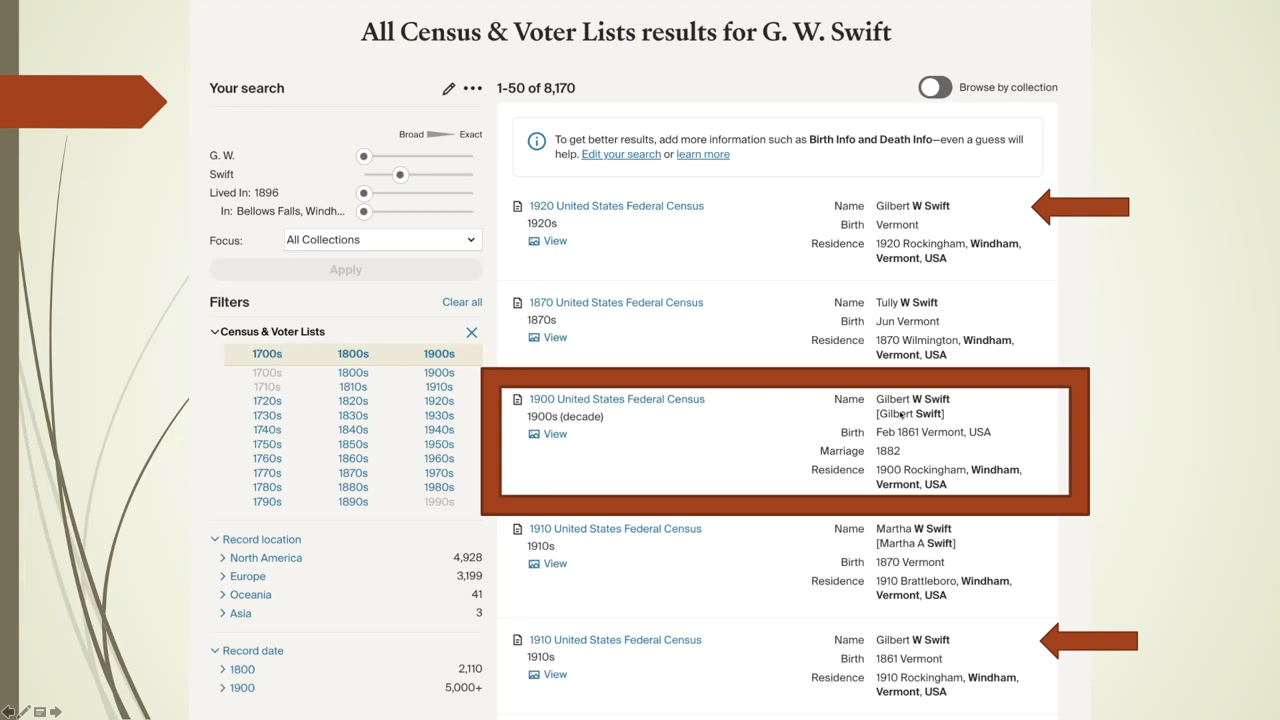 All Census & Voter Lists results for G. W. Swift
Your search
Broad Exact
G. W.
Swift
Lived In: 1896
In: Bellows Falls, Windh...
Focus: All Collections
Apply
Filters Clear all
Census & Voter Lists
1700s 1800s 1900s
1700s 1800s 1900s
1710s 1810s 1910s
1720s 1820s 1920s
1730s 1830s 1930s
1740s 1840s 1940s
1750s 1850s 1950s
1760s 1860s 1960s
1770s 1870s 1970s
1780s 1880s 1980s
1790s 1890s 1990s
Record location
North America 4,928
Europe 3,199
Oceania 41
Asia 3
Record date
1800 2,110
1900 5,000+
1-50 of 8,170 Browse by collection
To get better results, add more information such as Birth Info and Death Info—even a guess will
help. Edit your search or learn more
1920 United States Federal Census
1920s
View
Name Gilbert W Swift
Birth Vermont
Residence 1920 Rockingham, Windham,
Vermont, USA
1870 United States Federal Census
1870s
View
Name Tully W Swift
Birth Jun Vermont
Residence 1870 Wilmington, Windham,
Vermont, USA
1900 United States Federal Census
1900s (decade)
View
Name Gilbert W Swift
[Gilbert Swift]
Birth Feb 1861 Vermont, USA
Marriage 1882
Residence 1900 Rockingham, Windham,
Vermont, USA
1910 United States Federal Census
1910s
View
Name Martha W Swift
[Martha A Swift]
Birth 1870 Vermont
Residence 1910 Brattleboro, Windham,
Vermont, USA
1910 United States Federal Census
1910s
View
Name Gilbert W Swift
Birth 1861 Vermont
Residence 1910 Rockingham, Windham,
Vermont, USA